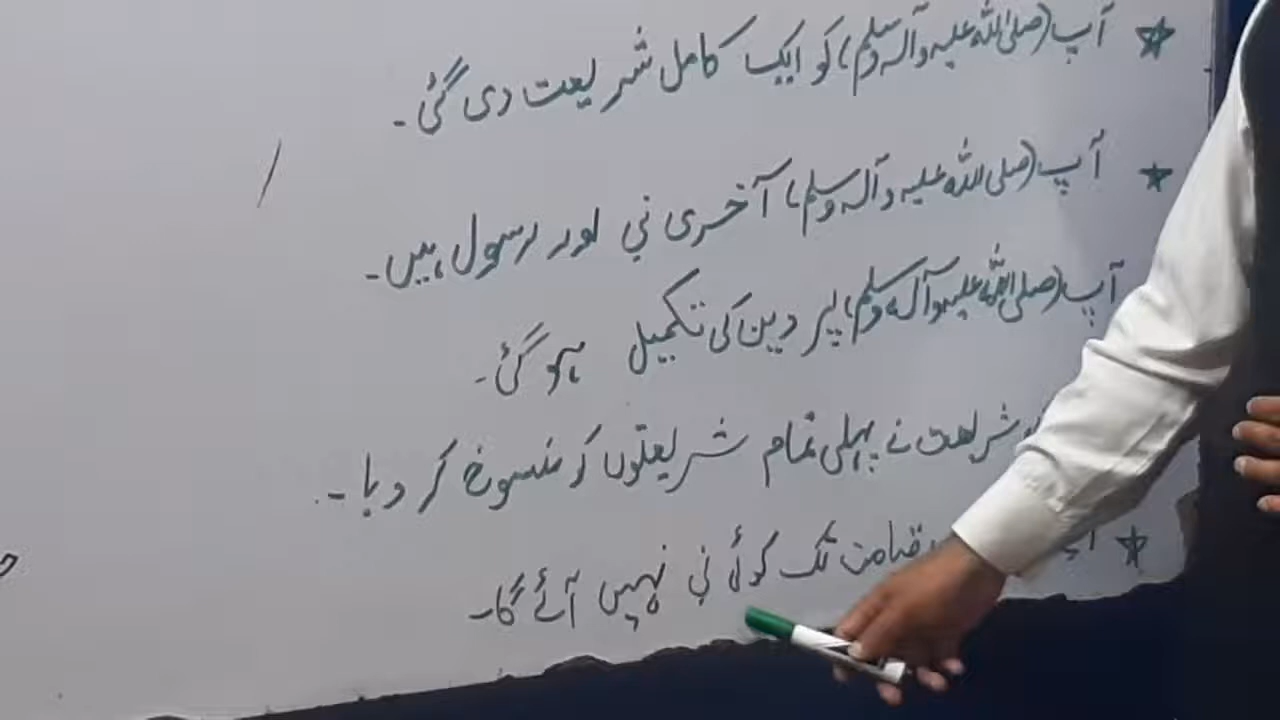 آپ (صلی اللہ علیہ وآلہ وسلم) کو ایک کامل شریعت دی گئی۔
آپ (صلی اللہ علیہ وآلہ وسلم) آخری نبی اور رسول ہیں۔
آپ (صلی اللہ علیہ وآلہ وسلم) پر دین کی تکمیل ہو گئی۔
شریعت نے پہلی تمام شریعتوں کو منسوخ کر دیا۔
قیامت تک کوئی نبی نہیں آئے گا۔